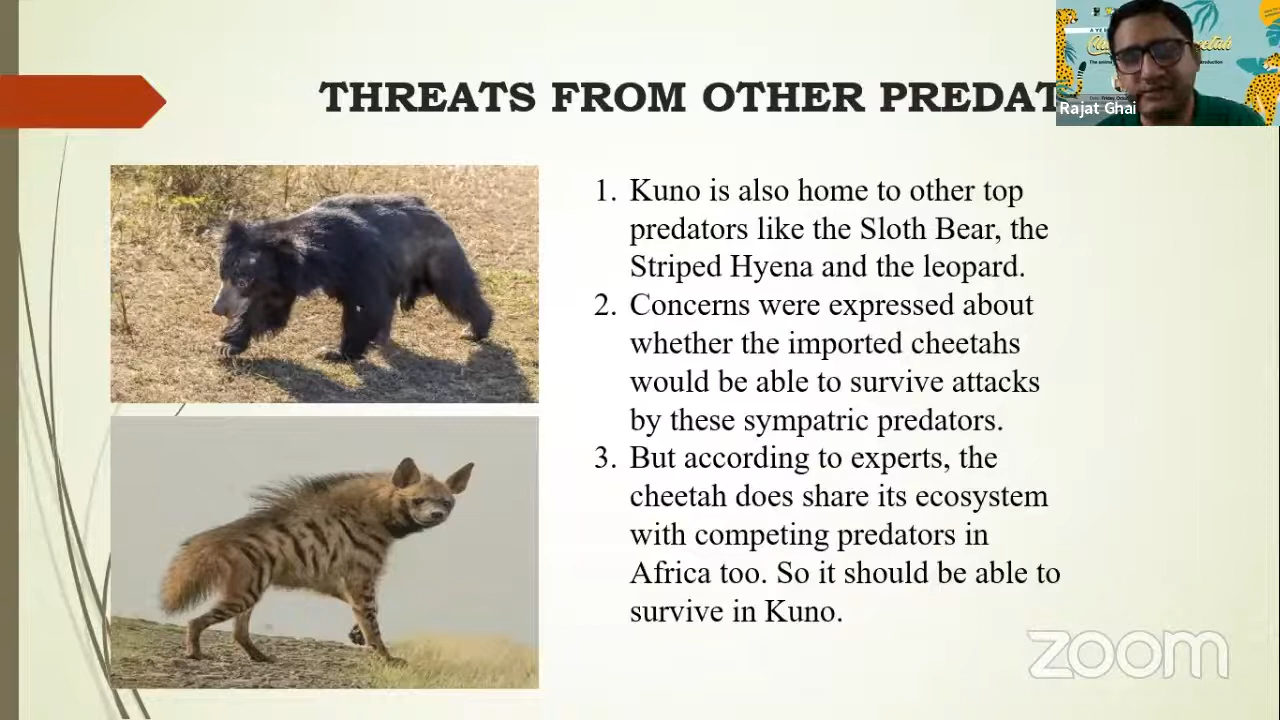 THREATS FROM OTHER PREDAT
Rajat Ghai
1. Kuno is also home to other top
predators like the Sloth Bear, the
Striped Hyena and the leopard.
2. Concerns were expressed about
whether the imported cheetahs
would be able to survive attacks
by these sympatric predators.
3. But according to experts, the
cheetah does share its ecosystem
with competing predators in
Africa too. So it should be able to
survive in Kuno.
zoom